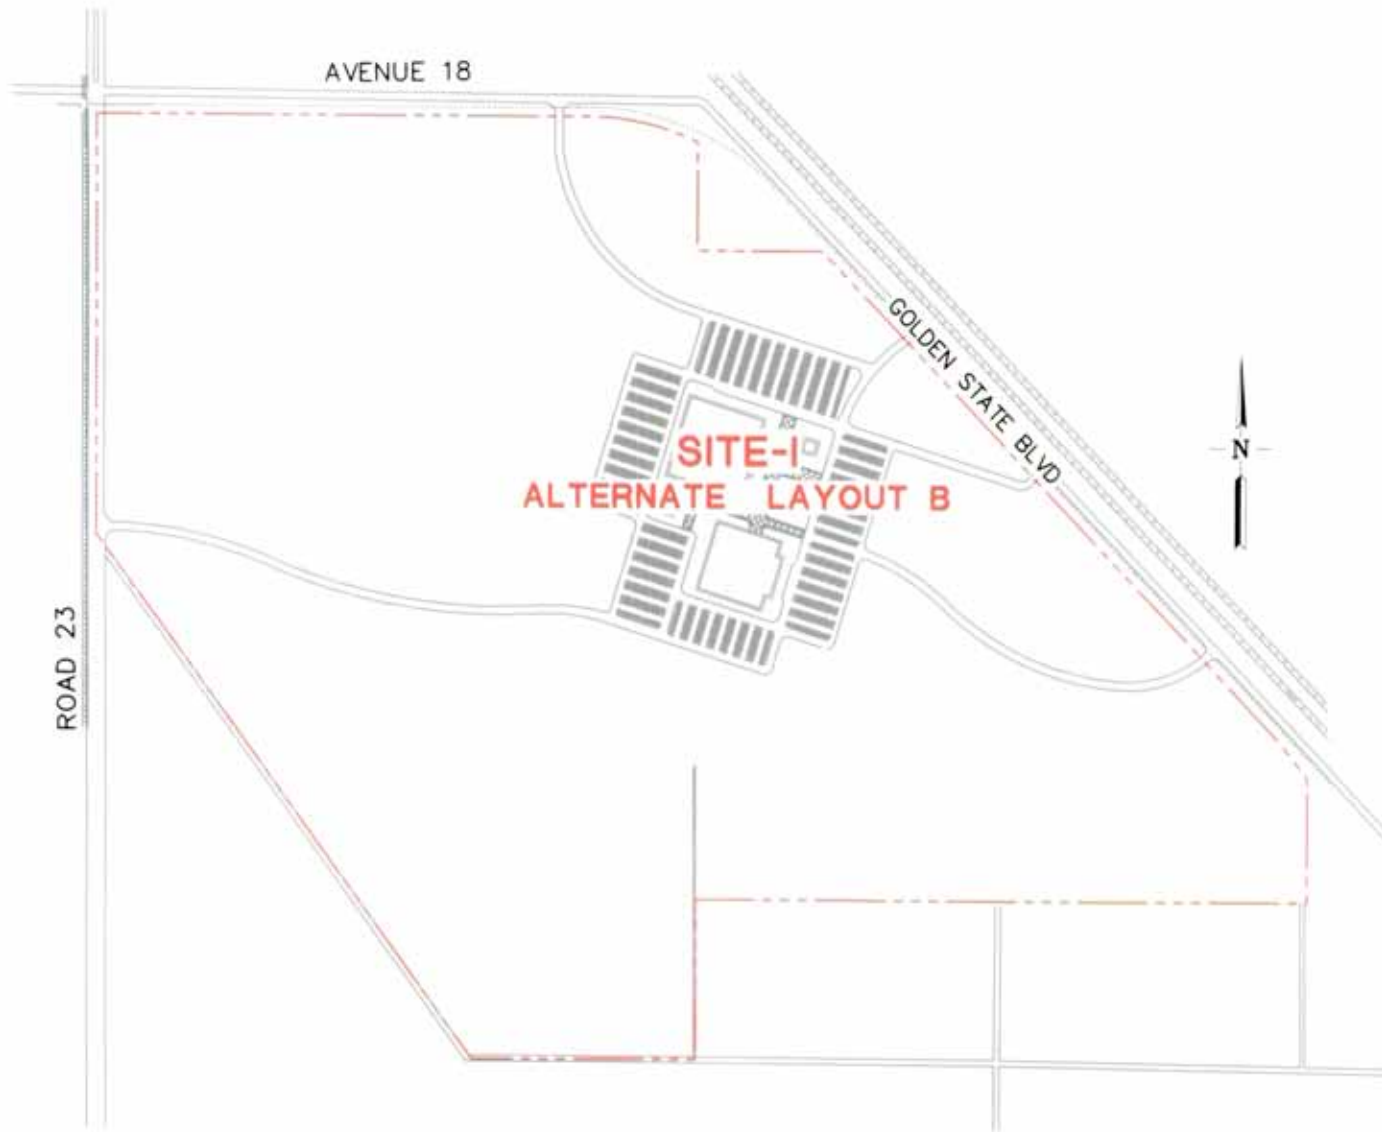 AVENUE 18
GOLDEN STATE BLVD
SITE-I
ALTERNATE LAYOUT B
N
ROAD 23